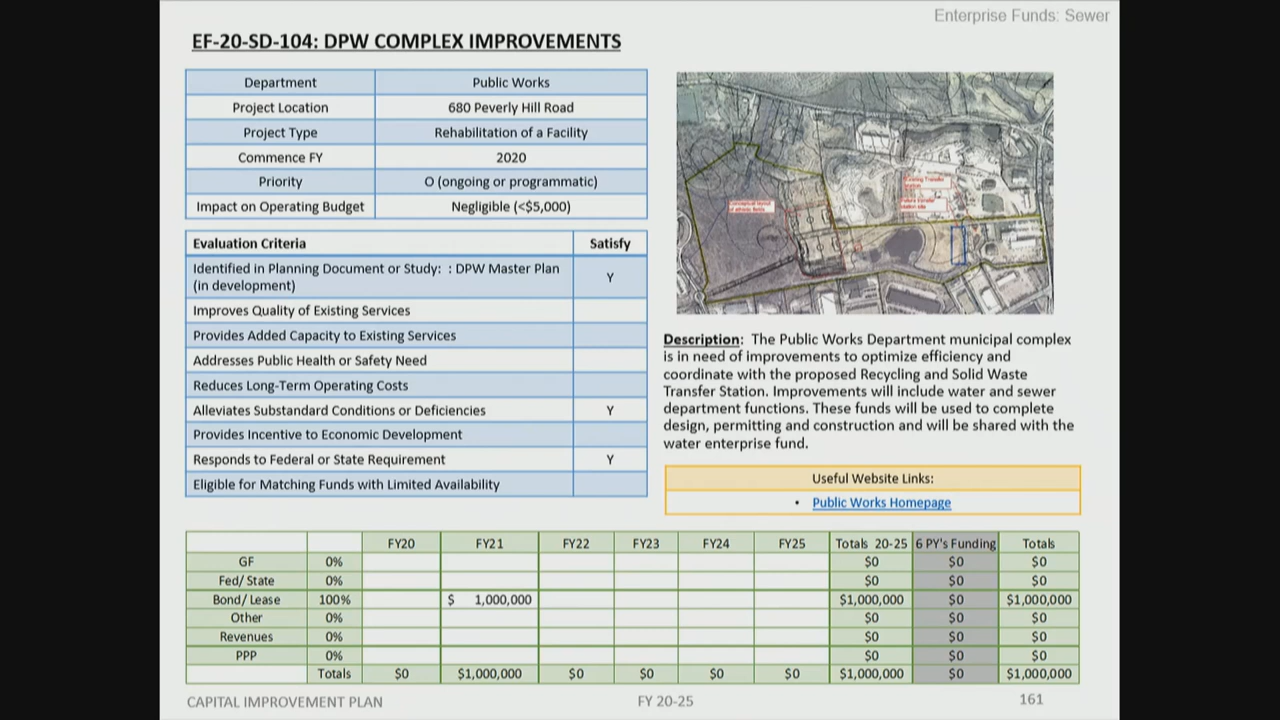 Enterprise Funds: Sewer
EF-20-SD-104: DPW COMPLEX IMPROVEMENTS
Department Public Works
Project Location 680 Peverly Hill Road
Project Type Rehabilitation of a Facility
Commence FY 2020
Priority O (ongoing or programmatic)
Impact on Operating Budget Negligible (<$5,000)
Evaluation Criteria Satisfy
Identified in Planning Document or Study: : DPW Master Plan
(in development) Y
Improves Quality of Existing Services
Provides Added Capacity to Existing Services
Addresses Public Health or Safety Need
Reduces Long-Term Operating Costs
Alleviates Substandard Conditions or Deficiencies Y
Provides Incentive to Economic Development
Responds to Federal or State Requirement Y
Eligible for Matching Funds with Limited Availability
Conceptual layout
of athletic fields
Existing Transfer
Station
Future transfer
station site
Description: The Public Works Department municipal complex
is in need of improvements to optimize efficiency and
coordinate with the proposed Recycling and Solid Waste
Transfer Station. Improvements will include water and sewer
department functions. These funds will be used to complete
design, permitting and construction and will be shared with the
water enterprise fund.
Useful Website Links:
• Public Works Homepage
FY20 FY21 FY22 FY23 FY24 FY25 Totals 20-25 6 PY's Funding Totals
GF 0% $0 $0 $0
Fed/ State 0% $0 $0 $0
Bond/ Lease 100% $ 1,000,000 $1,000,000 $0 $1,000,000
Other 0% $0 $0 $0
Revenues 0% $0 $0 $0
PPP 0% $0 $0 $0
Totals $0 $1,000,000 $0 $0 $0 $0 $1,000,000 $0 $1,000,000
CAPITAL IMPROVEMENT PLAN FY 20-25 161